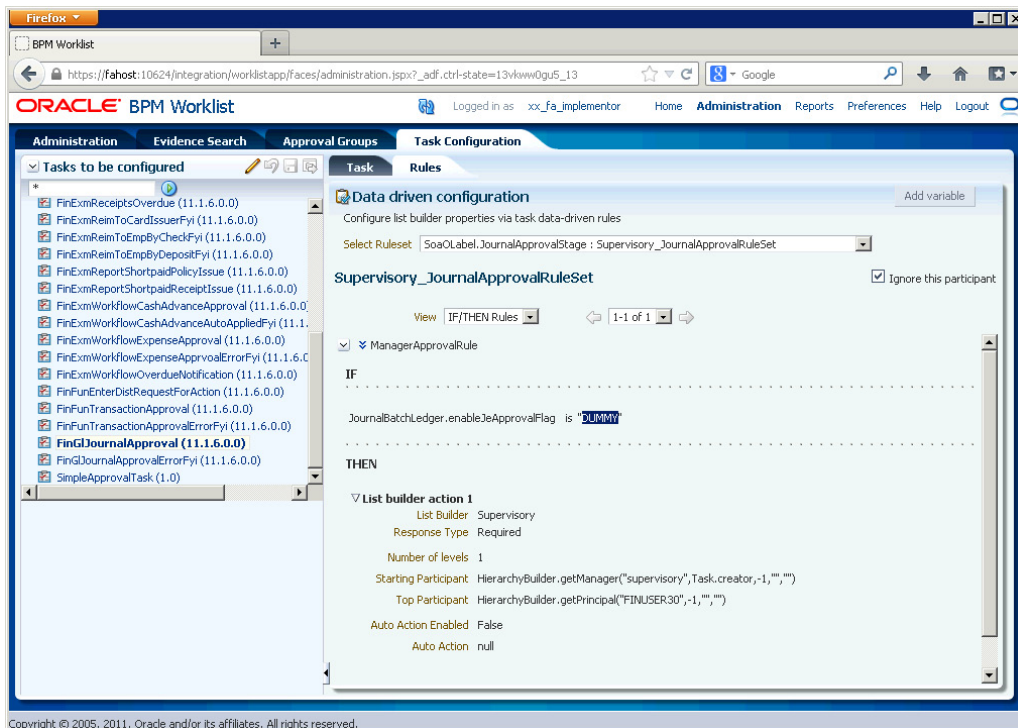 Firefox
BPM Worklist
https://fahost:10624/integration/worklistapp/faces/administration.jspx?_adf.ctrl-state=13vkww0gu5_13
Google
ORACLE BPM Worklist
Logged in as xx_fa_implementor Home Administration Reports Preferences Help Logout
Administration Evidence Search Approval Groups Task Configuration
Tasks to be configured
*
FinExmReceiptsOverdue (11.1.6.0.0)
FinExmReimToCardIssuerFyi (11.1.6.0.0)
FinExmReimToEmpByCheckFyi (11.1.6.0.0)
FinExmReimToEmpByDepositFyi (11.1.6.0.0)
FinExmReportShortpaidPolicyIssue (11.1.6.0.0)
FinExmReportShortpaidReceiptIssue (11.1.6.0.0)
FinExmWorkflowCashAdvanceApproval (11.1.6.0.0
FinExmWorkflowCashAdvanceAutoAppliedFyi (11.1.
FinExmWorkflowExpenseApproval (11.1.6.0.0)
FinExmWorkflowExpenseApprvoalErrorFyi (11.1.6.0
FinExmWorkflowOverdueNotification (11.1.6.0.0)
FinFunEnterDistRequestForAction (11.1.6.0.0)
FinFunTransactionApproval (11.1.6.0.0)
FinFunTransactionApprovalErrorFyi (11.1.6.0.0)
FinGlJournalApproval (11.1.6.0.0)
FinGlJournalApprovalErrorFyi (11.1.6.0.0)
SimpleApprovalTask (1.0)
Task Rules
Data driven configuration Add variable
Configure list builder properties via task data-driven rules
Select Ruleset SoaOLabel.JournalApprovalStage : Supervisory_JournalApprovalRuleSet
Supervisory_JournalApprovalRuleSet Ignore this participant
View IF/THEN Rules 1-1 of 1
ManagerApprovalRule
IF
JournalBatchLedger.enableJeApprovalFlag is "DUMMY"
THEN
List builder action 1
List Builder Supervisory
Response Type Required
Number of levels 1
Starting Participant HierarchyBuilder.getManager("supervisory",Task.creator,-1,"","")
Top Participant HierarchyBuilder.getPrincipal("FINUSER30",-1,"","")
Auto Action Enabled False
Auto Action null
Copyright © 2005, 2011, Oracle and/or its affiliates. All rights reserved.